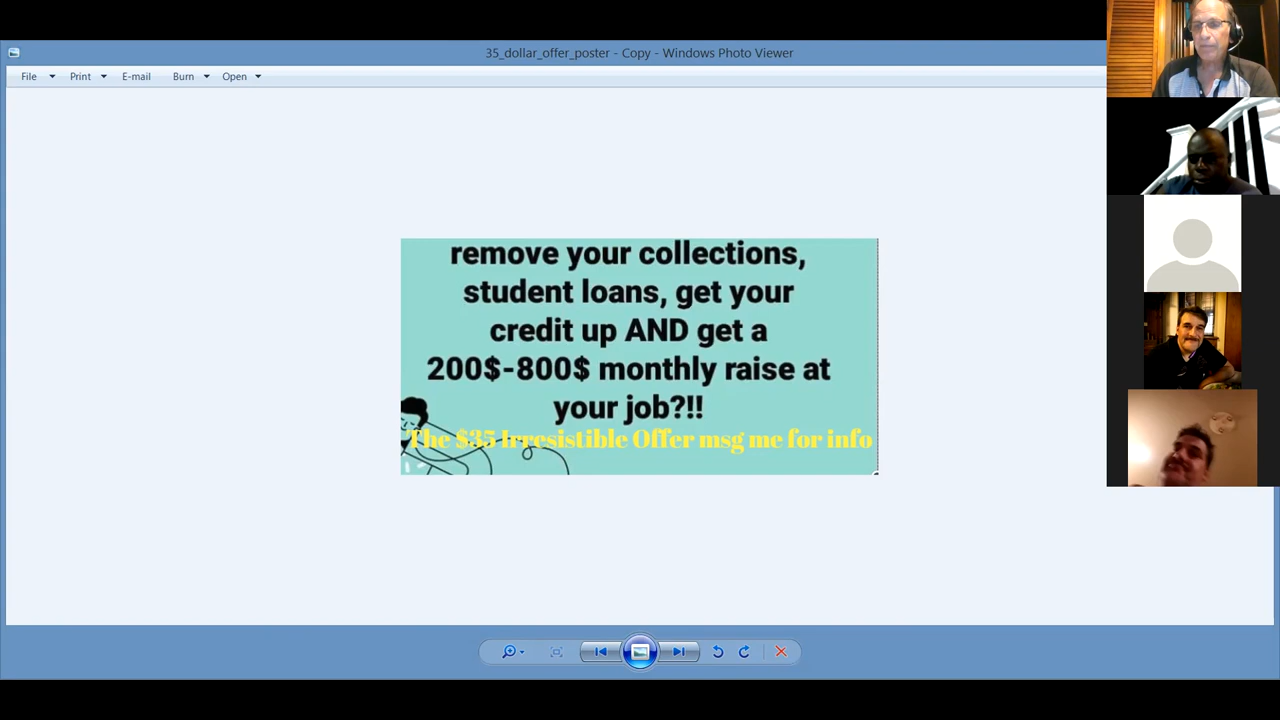 35_dollar_offer_poster - Copy - Windows Photo Viewer
File Print E-mail Burn Open
remove your collections,
student loans, get your
credit up AND get a
200$-800$ monthly raise at
your job?!!
The $35 Irresistible Offer msg me for info